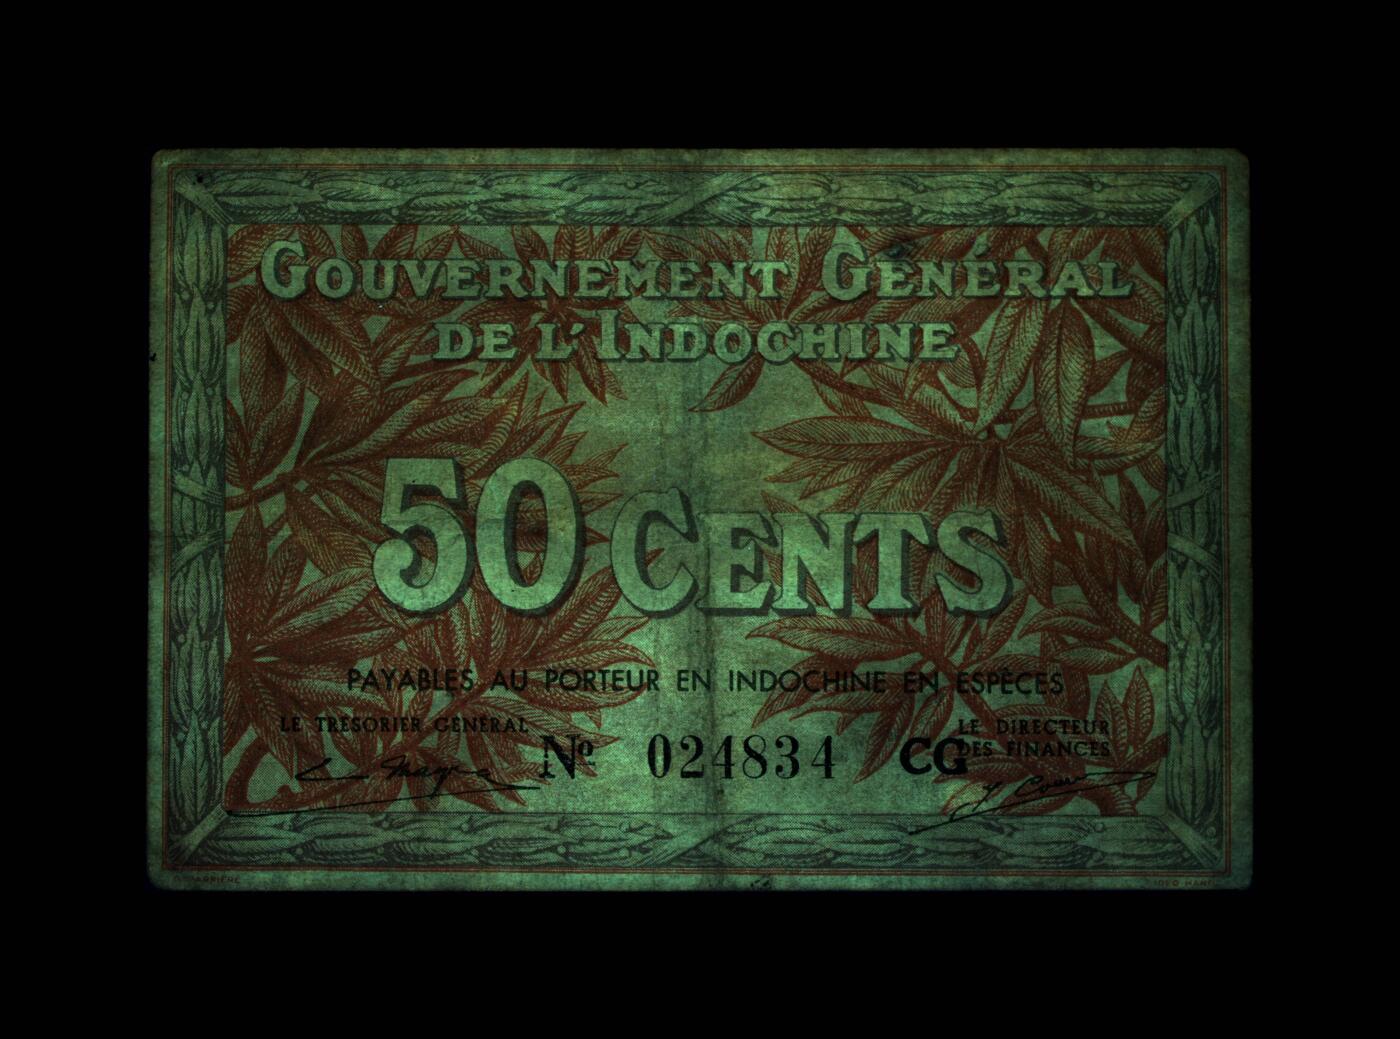 GOUVERNEMENT GÉNÉRAL
DE L'INDOCHINE
50 CENTS
PAYABLES AU PORTEUR EN INDOCHINE EN ESPÈCES
LE TRÉSORIER GÉNÉRAL
LE DIRECTEUR
DES FINANCES
Nº 024834 CG